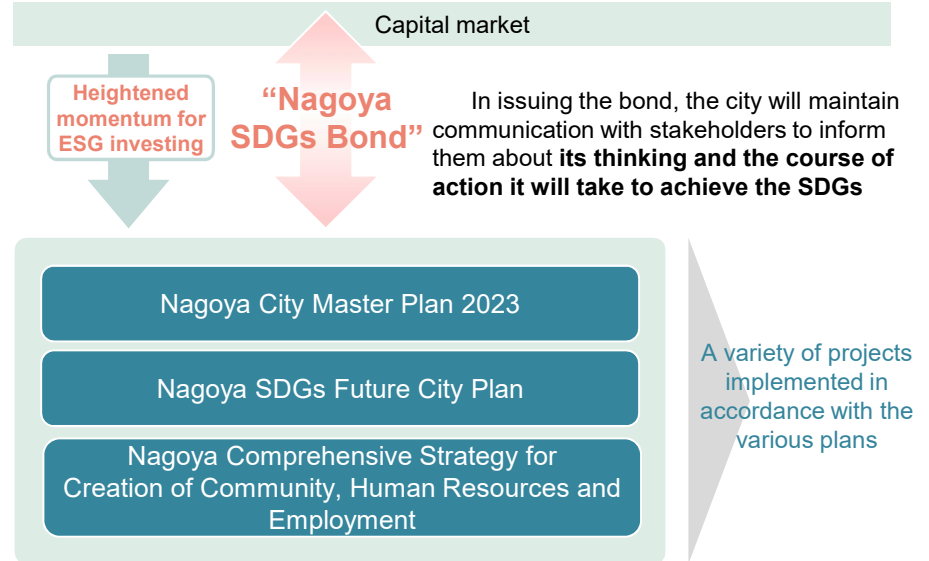 Capital market
Heightened
momentum for
ESG investing
“Nagoya
SDGs Bond”
In issuing the bond, the city will maintain
communication with stakeholders to inform
them about its thinking and the course of
action it will take to achieve the SDGs
Nagoya City Master Plan 2023
Nagoya SDGs Future City Plan
Nagoya Comprehensive Strategy for
Creation of Community, Human Resources and
Employment
A variety of projects
implemented in
accordance with the
various plans